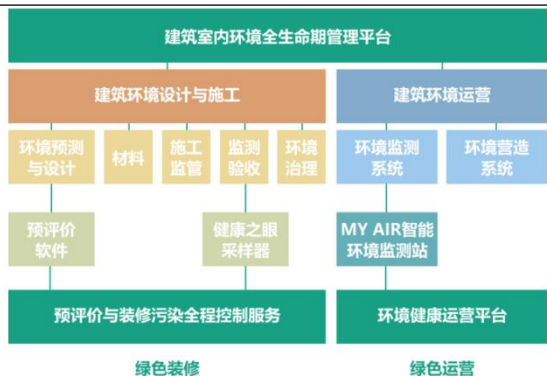 建筑室内环境全生命期管理平台
建筑环境设计与施工
建筑环境运营
环境预测
与设计
材料
施工
监管
监测
验收
环境
治理
环境监测
系统
环境营造
系统
预评价
软件
健康之眼
采样器
MY AIR智能
环境监测站
预评价与装修污染全程控制服务
环境健康运营平台
绿色装修
绿色运营